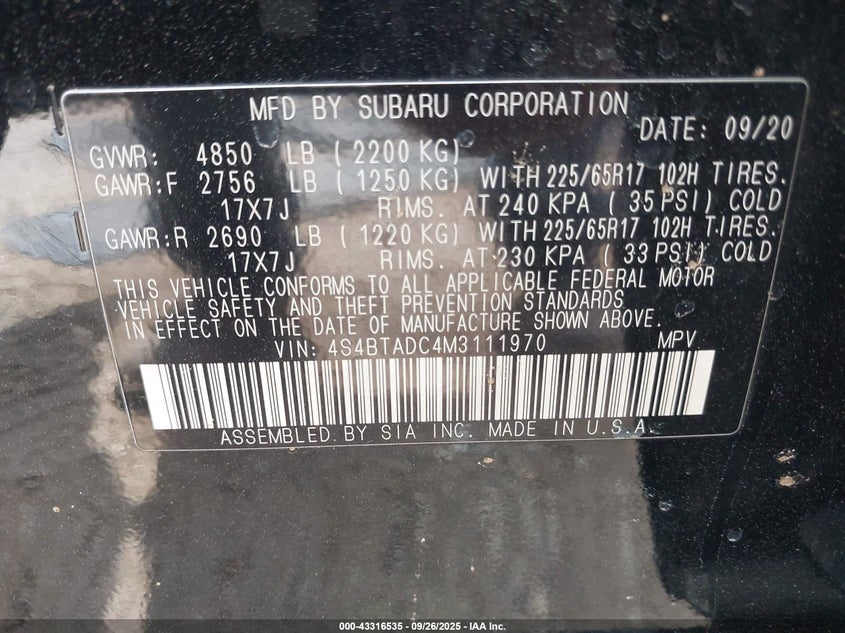 MFD BY SUBARU CORPORATION
DATE: 09/20
GVWR: 4850 LB ( 2200 KG)
GAWR:F 2756 LB ( 1250 KG) WITH 225/65R17 102H TIRES.
17X7J RIMS. AT 240 KPA ( 35 PSI) COLD
GAWR:R 2690 LB ( 1220 KG) WITH 225/65R17 102H TIRES.
17X7J RIMS. AT 230 KPA ( 33 PSI) COLD
THIS VEHICLE CONFORMS TO ALL APPLICABLE FEDERAL MOTOR
VEHICLE SAFETY AND THEFT PREVENTION STANDARDS
IN EFFECT ON THE DATE OF MANUFACTURE SHOWN ABOVE.
VIN: 4S4BTADC4M3111970 MPV
ASSEMBLED BY SIA INC. MADE IN U.S.A.
000-43316535 - 09/26/2025 - IAA Inc.